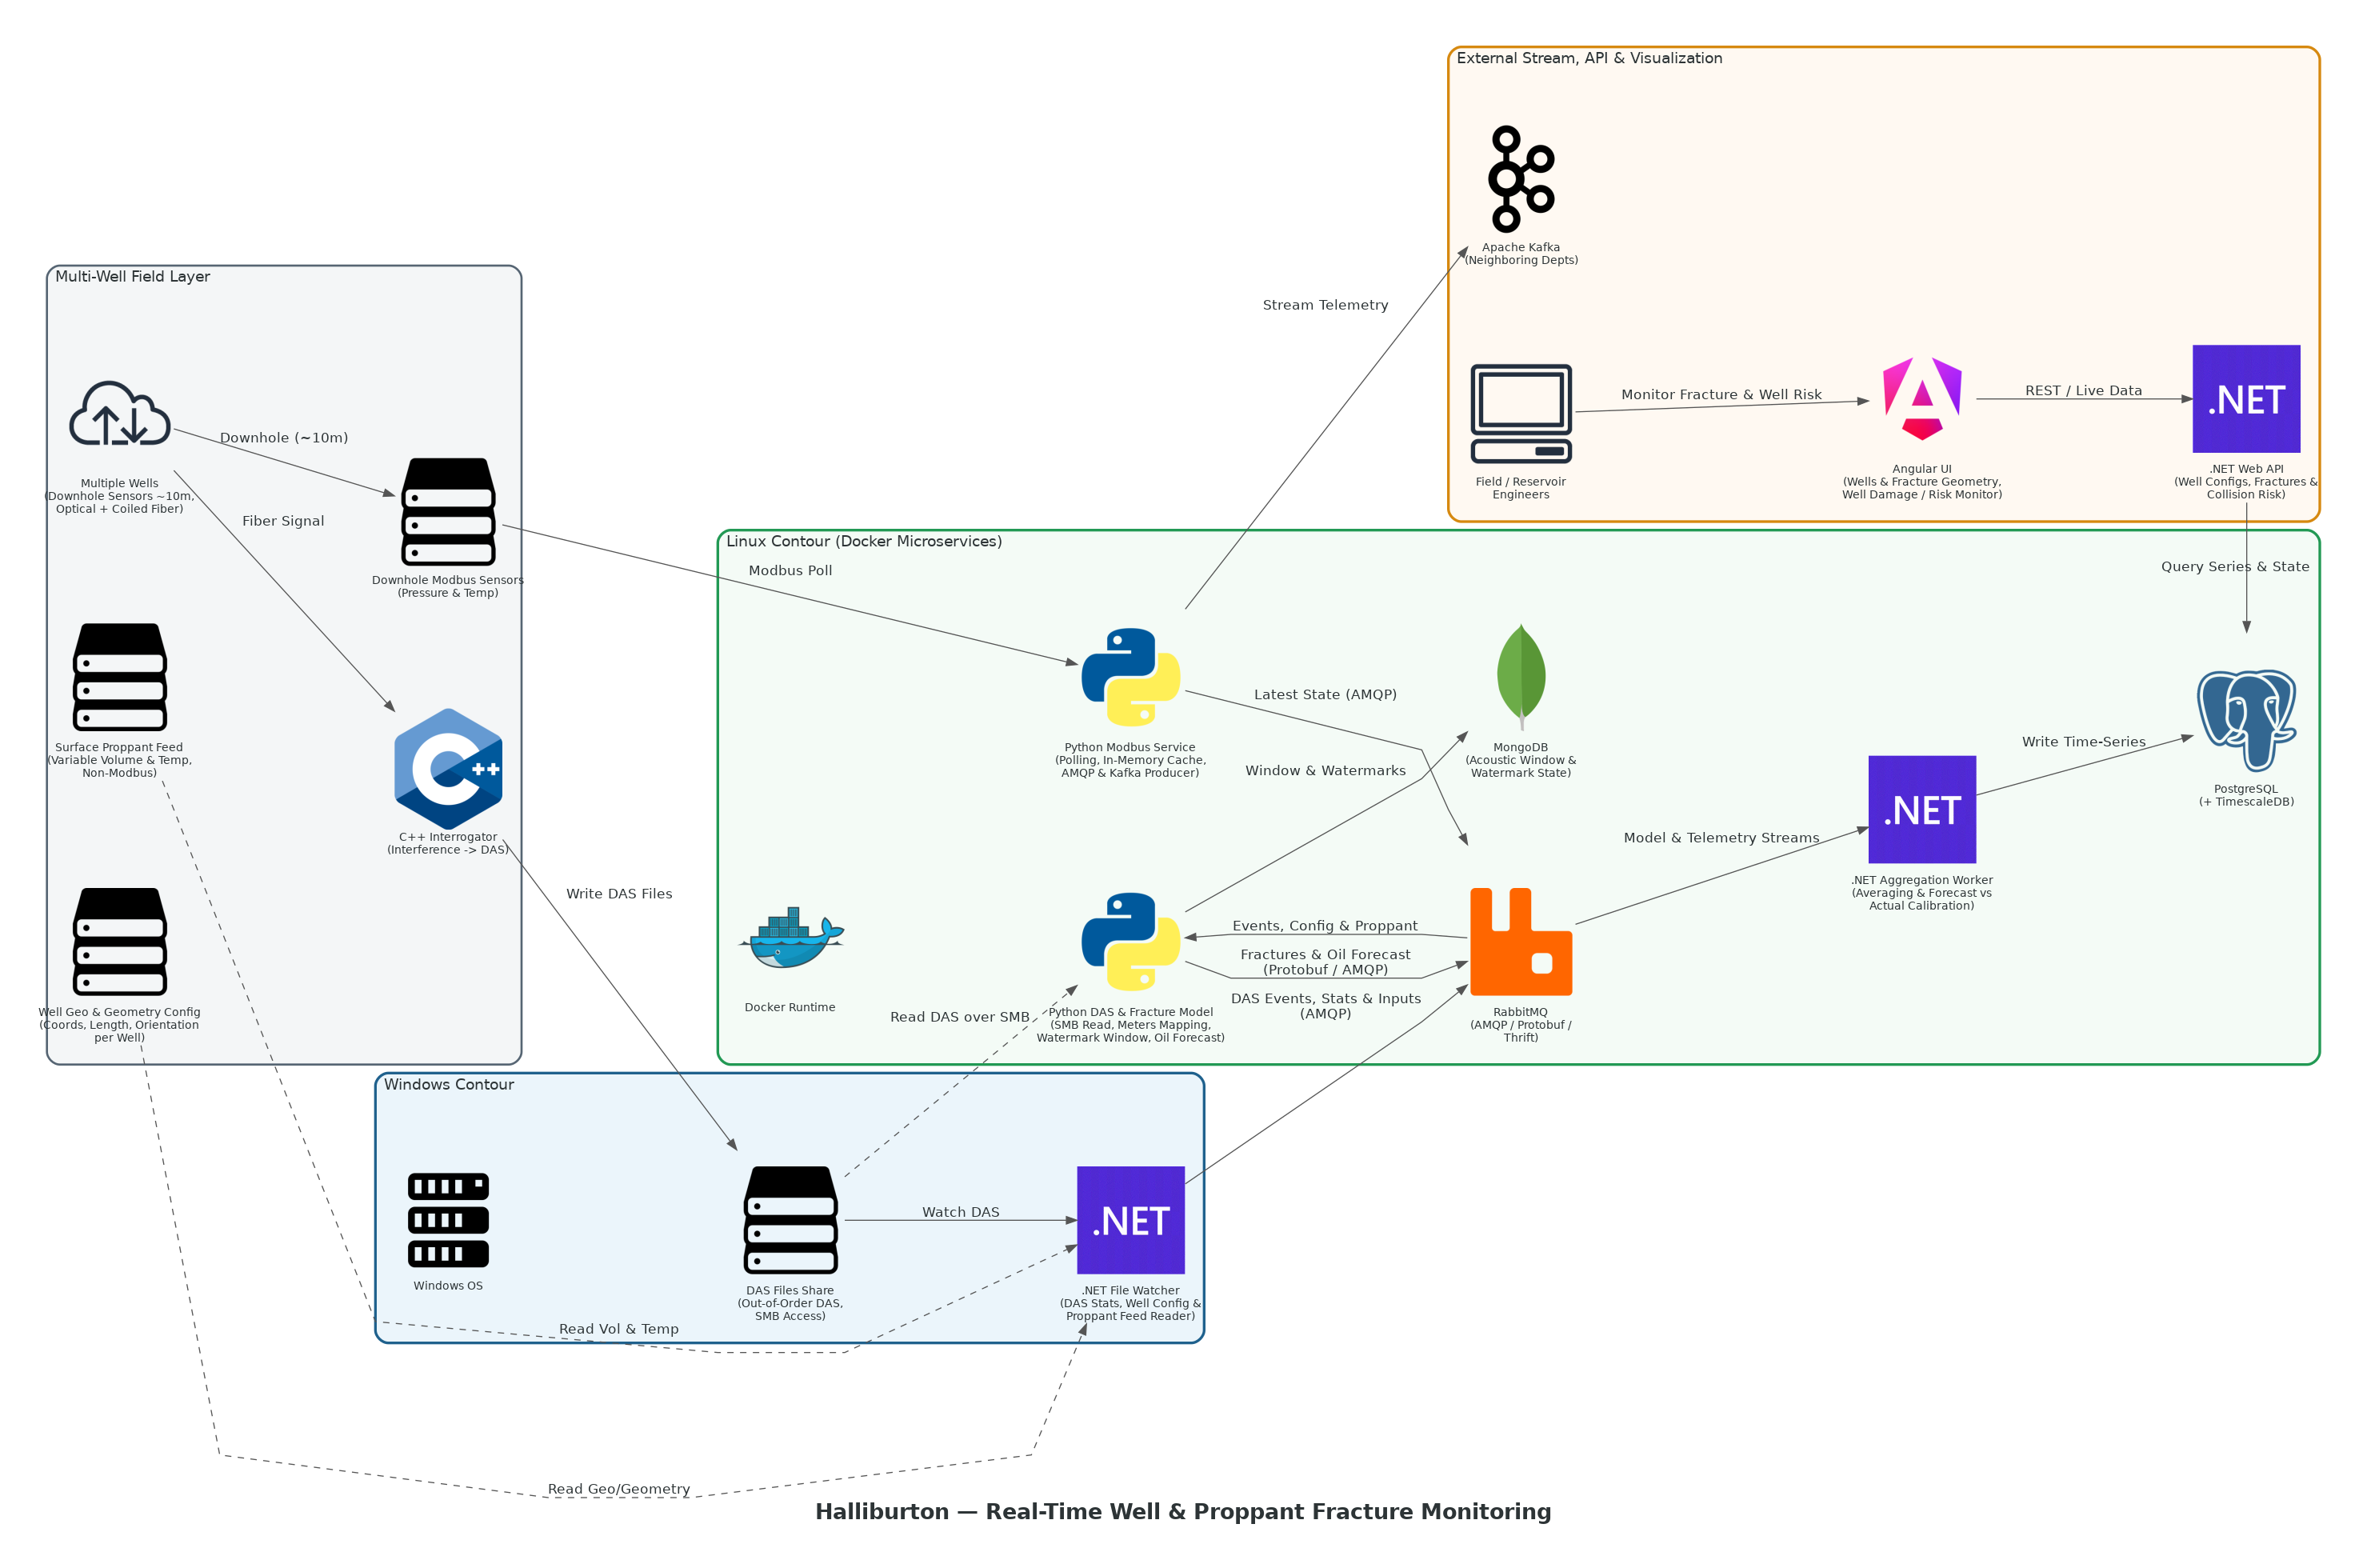 External Stream, API & Visualization
Apache Kafka
(Neighboring Depts)
Stream Telemetry
Multi-Well Field Layer
Monitor Fracture & Well Risk
REST / Live Data
.NET
Downhole (~10m)
Multiple Wells
(Downhole Sensors ~10m,
Optical + Coiled Fiber)
Field / Reservoir
Engineers
Angular UI
(Wells & Fracture Geometry,
Well Damage / Risk Monitor)
.NET Web API
(Well Configs, Fractures &
Collision Risk)
Fiber Signal
Downhole Modbus Sensors
(Pressure & Temp)
Linux Contour (Docker Microservices)
Modbus Poll
Query Series & State
Latest State (AMQP)
Surface Proppant Feed
(Variable Volume & Temp,
Non-Modbus)
Python Modbus Service
(Polling, In-Memory Cache,
AMQP & Kafka Producer)
Window & Watermarks
MongoDB
(Acoustic Window &
Watermark State)
Write Time-Series
PostgreSQL
(+ TimescaleDB)
C++ Interrogator
(Interference -> DAS)
.NET
Model & Telemetry Streams
.NET Aggregation Worker
(Averaging & Forecast vs
Actual Calibration)
Write DAS Files
Events, Config & Proppant
Fractures & Oil Forecast
(Protobuf / AMQP)
DAS Events, Stats & Inputs
(AMQP)
Well Geo & Geometry Config
(Coords, Length, Orientation
per Well)
Docker Runtime
Read DAS over SMB
Python DAS & Fracture Model
(SMB Read, Meters Mapping,
Watermark Window, Oil Forecast)
RabbitMQ
(AMQP / Protobuf /
Thrift)
Windows Contour
Watch DAS
.NET
Windows OS
DAS Files Share
(Out-of-Order DAS,
SMB Access)
.NET File Watcher
(DAS Stats, Well Config &
Proppant Feed Reader)
Read Vol & Temp
Read Geo/Geometry
Halliburton — Real-Time Well & Proppant Fracture Monitoring